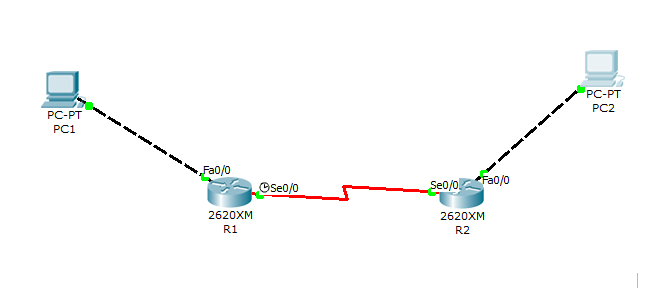 PC-PT
PC1
PC-PT
PC2
Fa0/0
Se0/0
2620XM
R1
Se0/0
Fa0/0
2620XM
R2